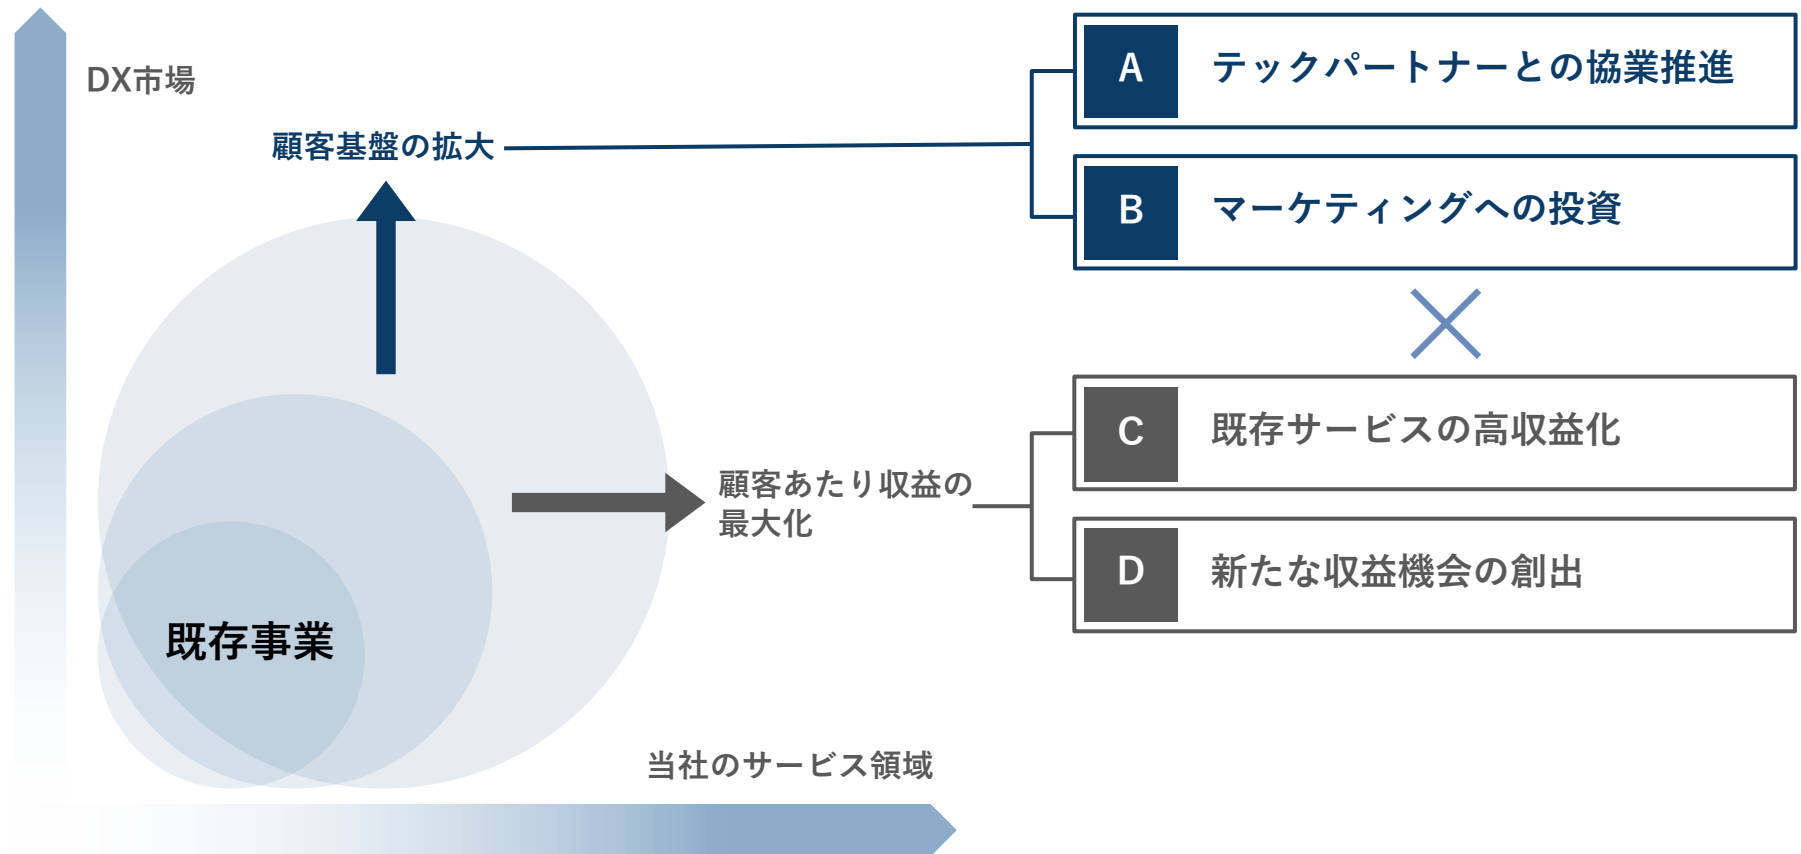 DX市場
顧客基盤の拡大
A
テックパートナーとの協業推進
B
マーケティングへの投資
顧客あたり収益の
最大化
C
既存サービスの高収益化
D
新たな収益機会の創出
既存事業
当社のサービス領域